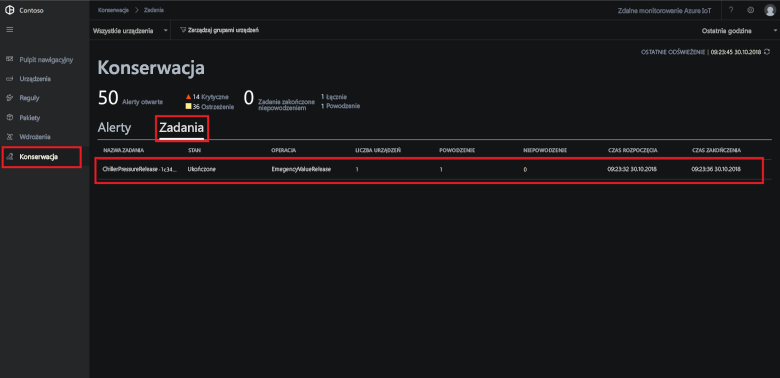 Contoso
Konserwacja > Zadania
Zdalne monitorowanie Azure IoT
?
Wszystkie urządzenia
Zarządzaj grupami urządzeń
Ostatnia godzina
OSTATNIE ODŚWIEŻENIE | 09:23:45 30.10.2018
Pulpit nawigacyjny
Urządzenia
Reguły
Pakiety
Wdrożenia
Konserwacja
Konserwacja
50 Alerty otwarte
14 Krytyczne
36 Ostrzeżenie
0 Zadania zakończone niepowodzeniem
1 Łącznie
1 Powodzenie
Alerty Zadania
NAZWA ZADANIA STAN OPERACJA LICZBA URZĄDZEŃ POWODZENIE NIEPOWODZENIE CZAS ROZPOCZĘCIA CZAS ZAKOŃCZENIA
ChillerPressureRelease-1c34... Ukończone EmegencyValveRelease 1 1 0 09:23:32 30.10.2018 09:23:36 30.10.2018